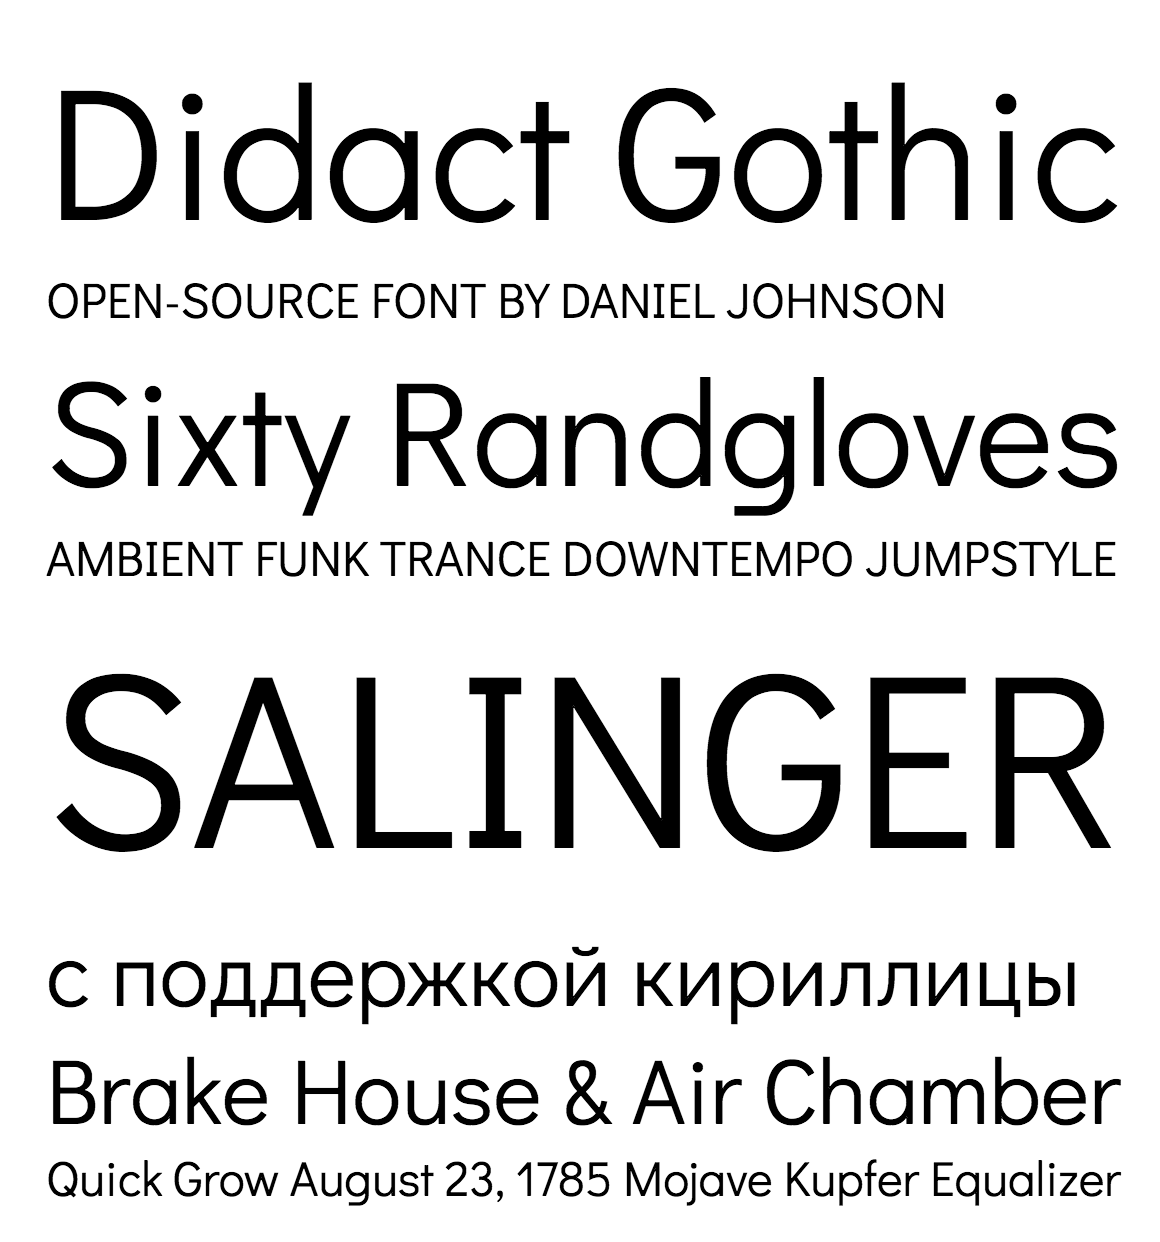 Didact Gothic
OPEN-SOURCE FONT BY DANIEL JOHNSON
Sixty Randgloves
AMBIENT FUNK TRANCE DOWNTEMPO JUMPSTYLE
SALINGER
с поддержкой кириллицы
Brake House & Air Chamber
Quick Grow August 23, 1785 Mojave Kupfer Equalizer